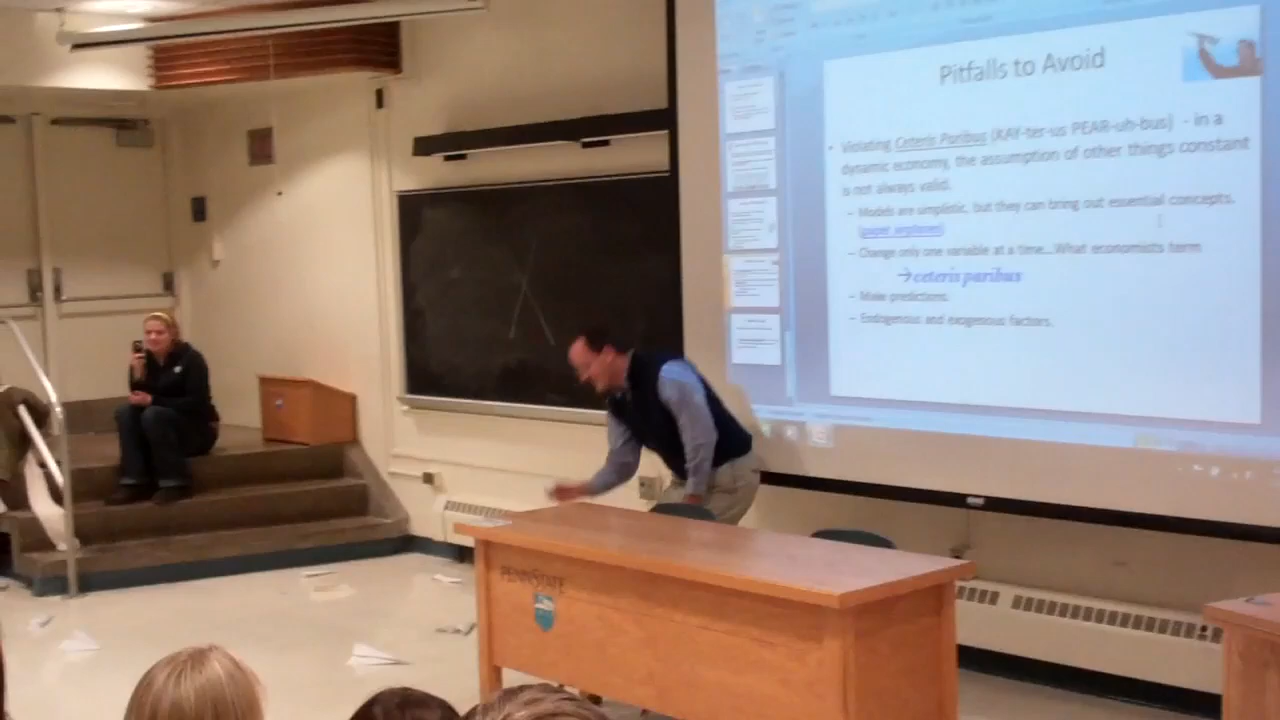 Pitfalls to Avoid
• Violating Ceteris Paribus (KAY-ter-us PEAR-uh-bus) - in a
dynamic economy, the assumption of other things constant
is not always valid.
– Models are simplistic, but they can bring out essential concepts.
(paper airplanes)
– Change only one variable at a time...What economists term
→ceteris paribus
– Make predictions.
– Endogenous and exogenous factors.
PENNSTATE